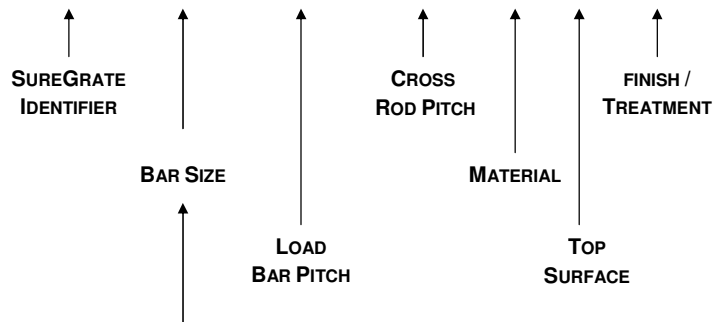 SUREGRATE
IDENTIFIER
CROSS
ROD PITCH
FINISH /
TREATMENT
BAR SIZE
MATERIAL
LOAD
BAR PITCH
TOP
SURFACE